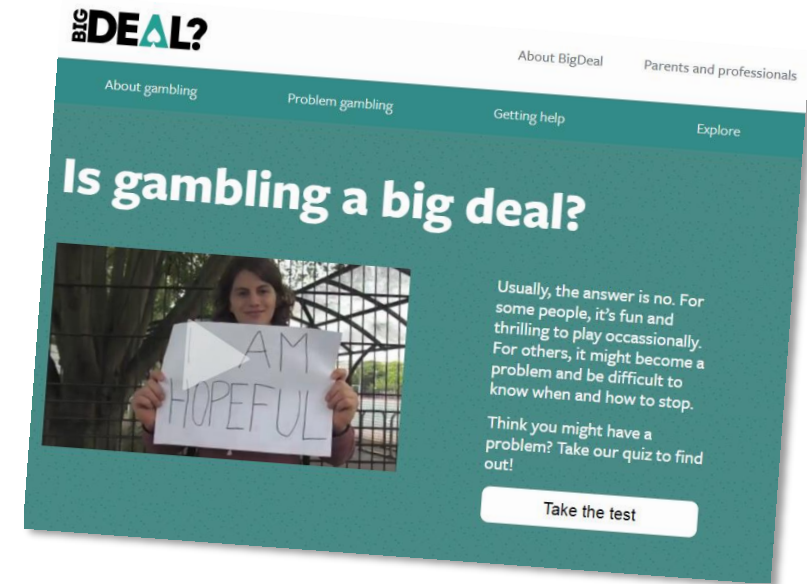 BIG DEAL?
About BigDeal
Parents and professionals
About gambling
Problem gambling
Getting help
Explore
Is gambling a big deal?
I AM
HOPEFUL
Usually, the answer is no. For
some people, it's fun and
thrilling to play occassionally.
For others, it might become a
problem and be difficult to
know when and how to stop.
Think you might have a
problem? Take our quiz to find
out!
Take the test